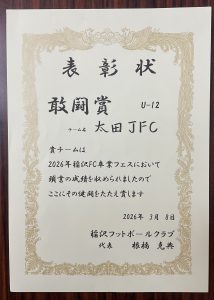 表彰状
敢闘賞 U-12
チーム名 太田JFC
貴チームは
2026年稲沢FC卒業フェスにおいて
頭書の成績を収められましたので
ここにその健闘をたたえ賞します
2026年 3月 8日
稲沢フットボールクラブ
代表